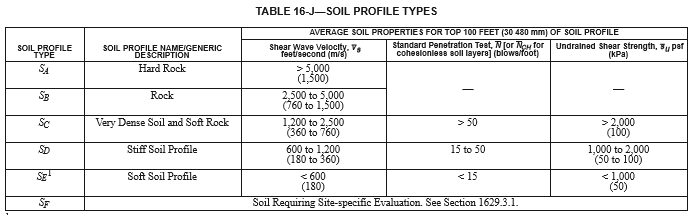 TABLE 16-J—SOIL PROFILE TYPES
AVERAGE SOIL PROPERTIES FOR TOP 100 FEET (30 480 mm) OF SOIL PROFILE
SOIL PROFILE TYPE
SOIL PROFILE NAME/GENERIC DESCRIPTION
Shear Wave Velocity, v̄s feet/second (m/s)
Standard Penetration Test, N̄ [or N̄CH for cohesionless soil layers] (blows/foot)
Undrained Shear Strength, s̄u psf (kPa)
SA Hard Rock > 5,000 (1,500) — —
SB Rock 2,500 to 5,000 (760 to 1,500)
SC Very Dense Soil and Soft Rock 1,200 to 2,500 (360 to 760) > 50 > 2,000 (100)
SD Stiff Soil Profile 600 to 1,200 (180 to 360) 15 to 50 1,000 to 2,000 (50 to 100)
SE1 Soft Soil Profile < 600 (180) < 15 < 1,000 (50)
SF Soil Requiring Site-specific Evaluation. See Section 1629.3.1.